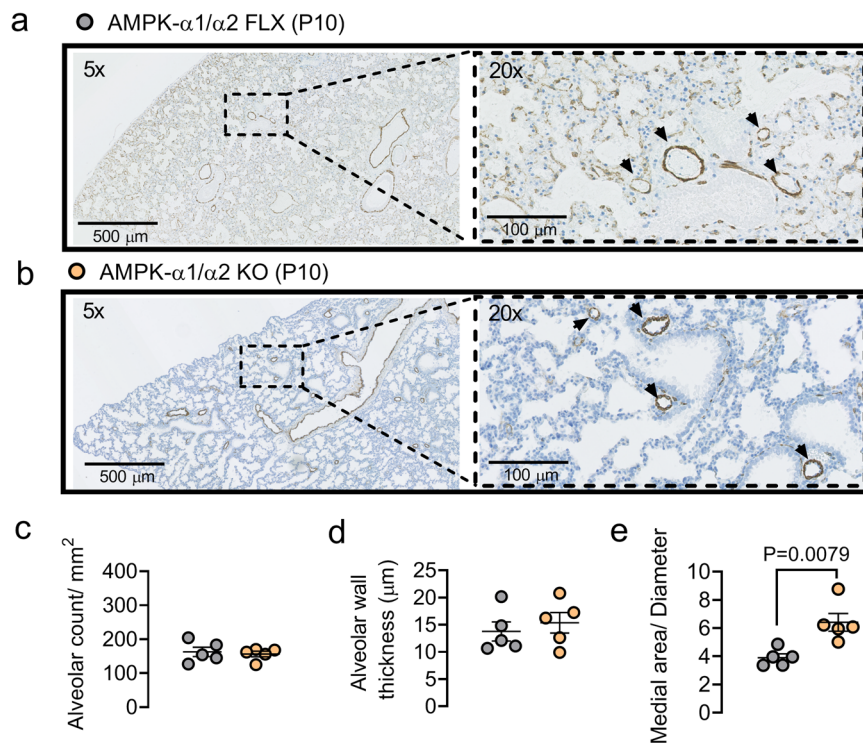 a
AMPK-α1/α2 FLX (P10)
5x
500 μm
20x
100 μm
b
AMPK-α1/α2 KO (P10)
5x
500 μm
20x
100 μm
c
Alveolar count/ mm²
400
300
200
100
0
d
Alveolar wall
thickness (μm)
25
20
15
10
5
0
e
Medial area/ Diameter
P=0.0079
10
8
6
4
2
0